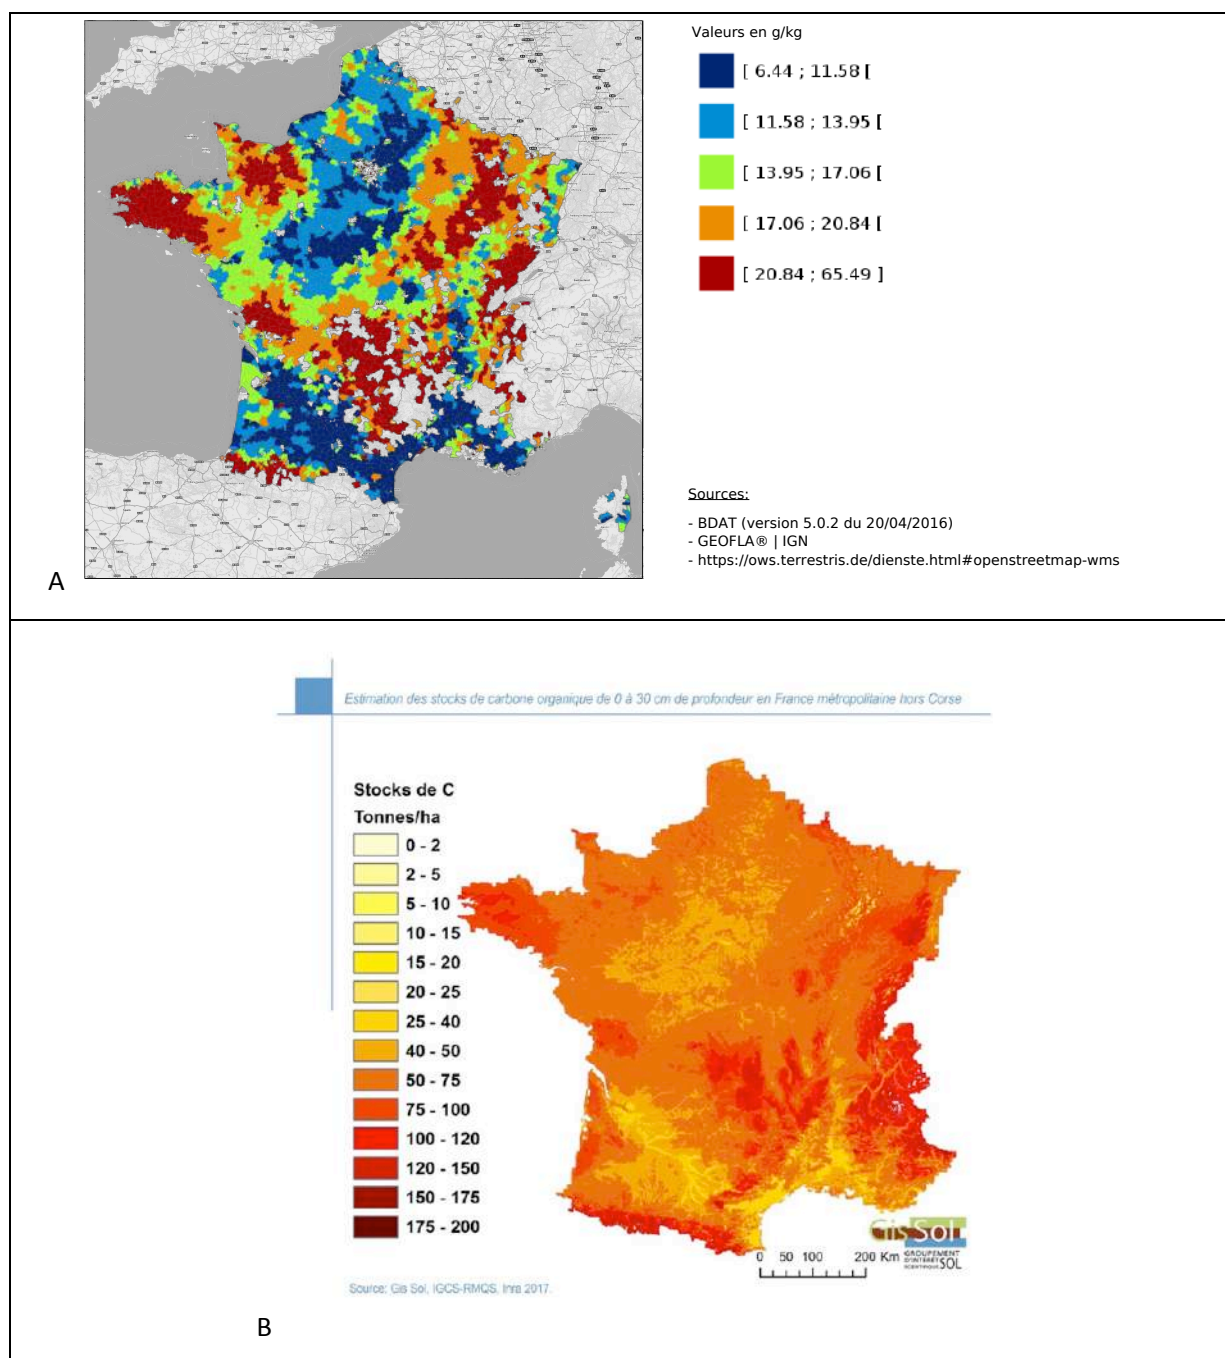 Valeurs en g/kg
[ 6.44 ; 11.58 [
[ 11.58 ; 13.95 [
[ 13.95 ; 17.06 [
[ 17.06 ; 20.84 [
[ 20.84 ; 65.49 ]
Sources:
- BDAT (version 5.0.2 du 20/04/2016)
- GEOFLA® | IGN
- https://ows.terrestris.de/dienste.html#openstreetmap-wms
A
Estimation des stocks de carbone organique de 0 à 30 cm de profondeur en France métropolitaine hors Corse
Stocks de C
Tonnes/ha
0 - 2
2 - 5
5 - 10
10 - 15
15 - 20
20 - 25
25 - 40
40 - 50
50 - 75
75 - 100
100 - 120
120 - 150
150 - 175
175 - 200
Gis Sol
GROUPEMENT
D'INTÉRÊT
SCIENTIFIQUE SOL
0 50 100 200 Km
Source: Gis Sol, IGCS-RMQS, Inra 2017.
B